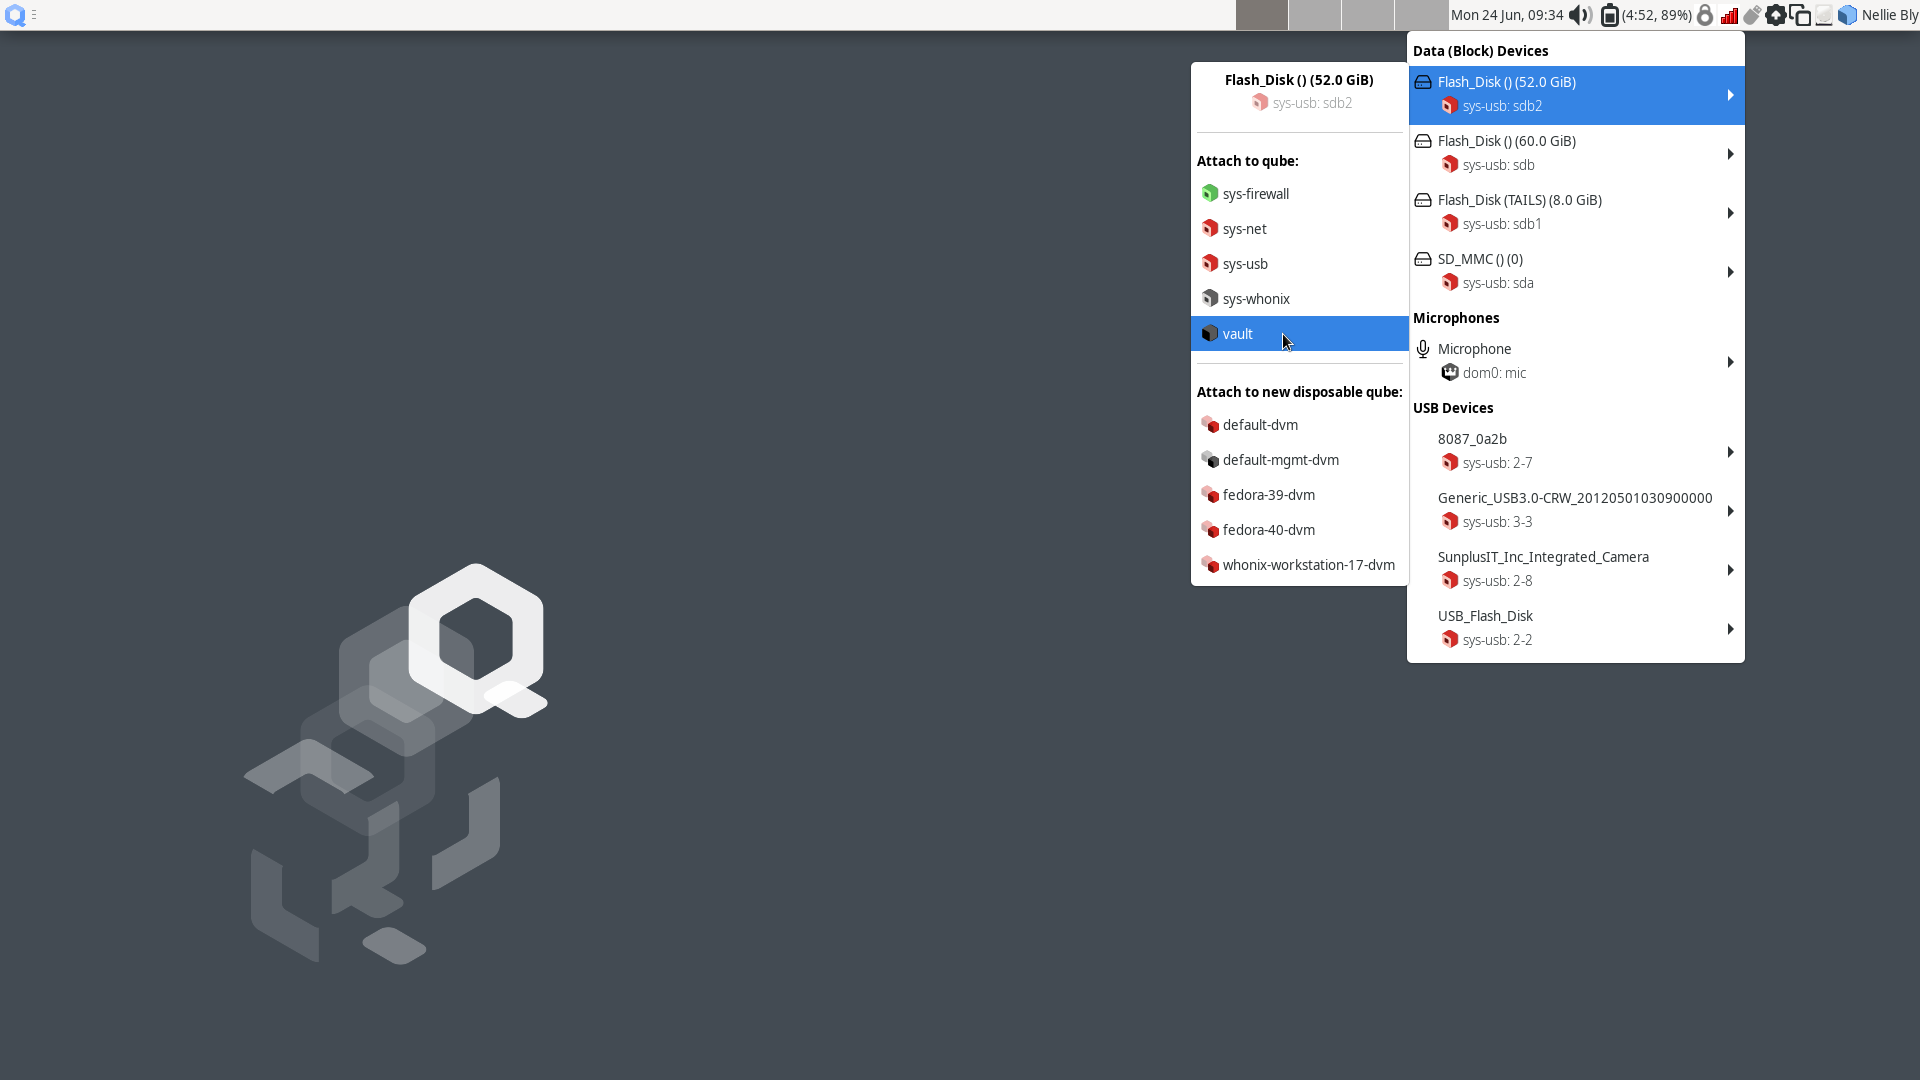 Mon 24 Jun, 09:34
(4:52, 89%)
Nellie Bly
Data (Block) Devices
Flash_Disk () (52.0 GiB)
sys-usb: sdb2
Flash_Disk () (60.0 GiB)
sys-usb: sdb
Flash_Disk (TAILS) (8.0 GiB)
sys-usb: sdb1
SD_MMC () (0)
sys-usb: sda
Microphones
Microphone
dom0: mic
USB Devices
8087_0a2b
sys-usb: 2-7
Generic_USB3.0-CRW_20120501030900000
sys-usb: 3-3
SunplusIT_Inc_Integrated_Camera
sys-usb: 2-8
USB_Flash_Disk
sys-usb: 2-2
Flash_Disk () (52.0 GiB)
sys-usb: sdb2
Attach to qube:
sys-firewall
sys-net
sys-usb
sys-whonix
vault
Attach to new disposable qube:
default-dvm
default-mgmt-dvm
fedora-39-dvm
fedora-40-dvm
whonix-workstation-17-dvm